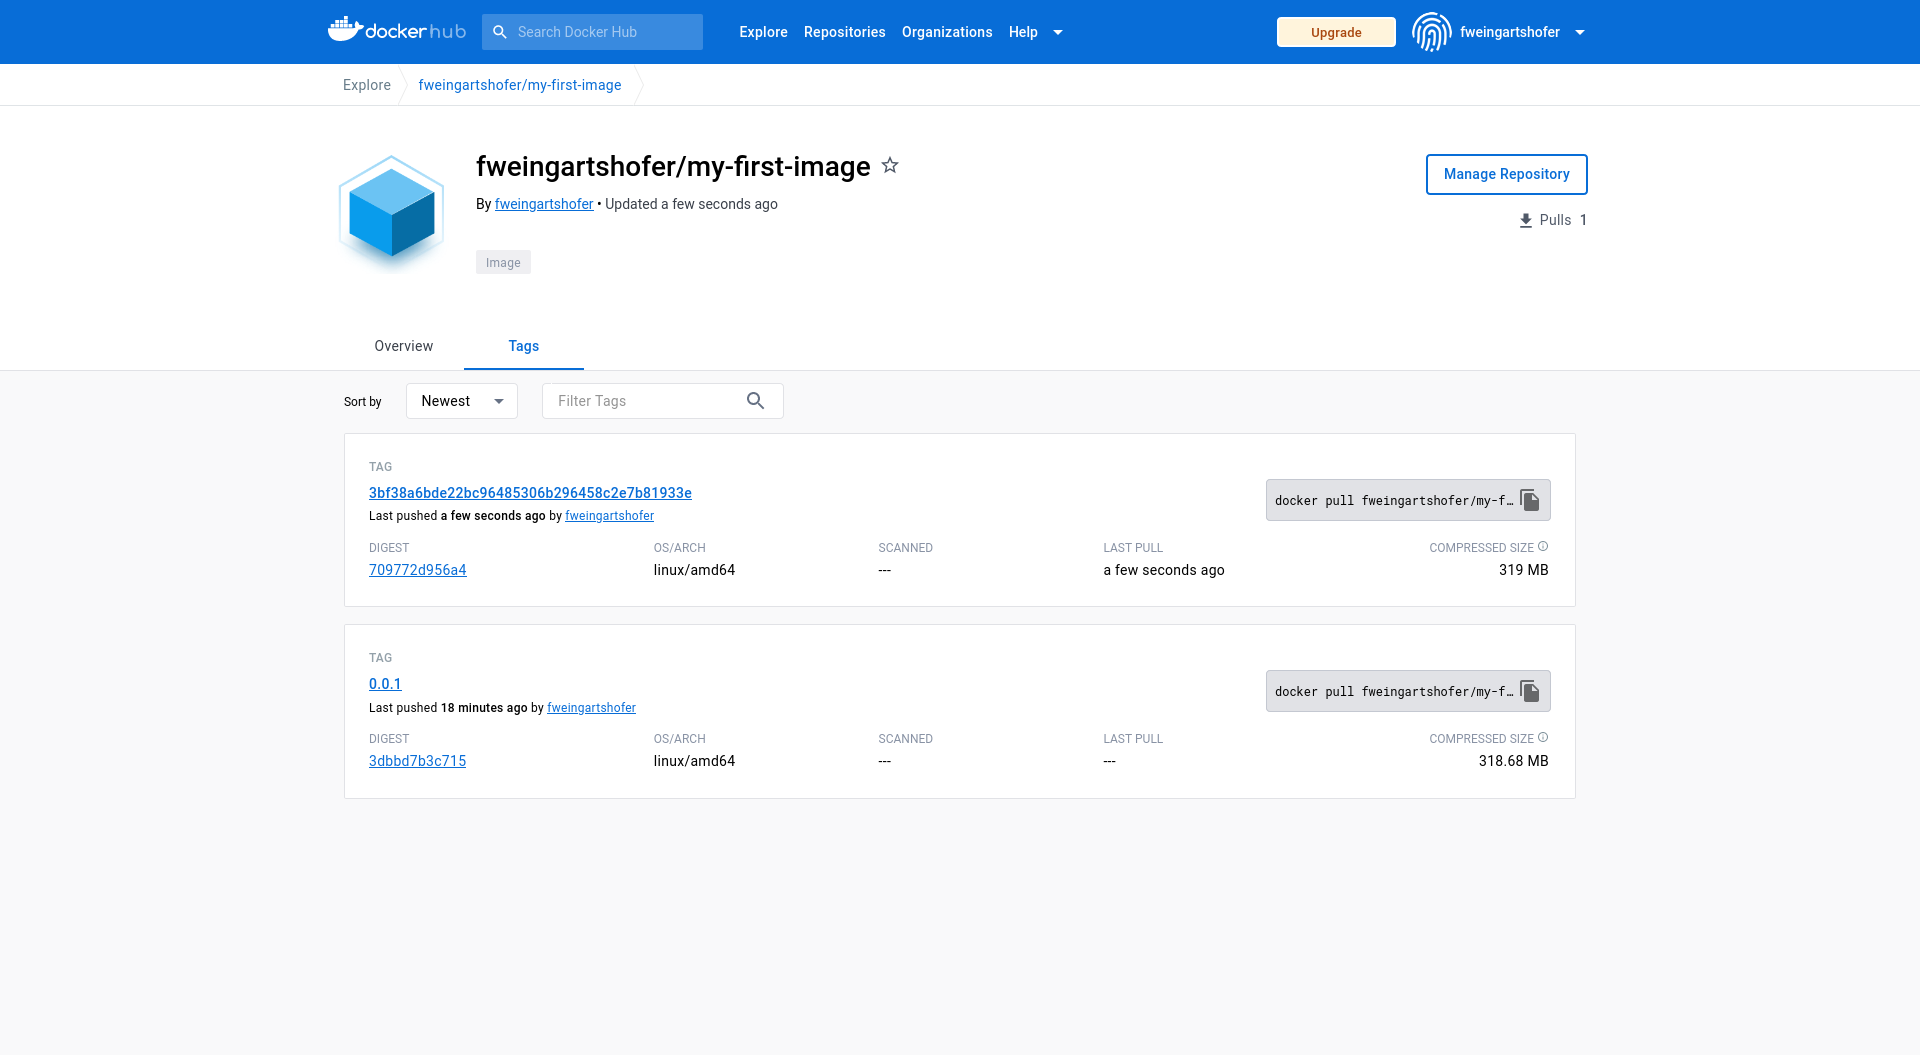 dockerhub Search Docker Hub Explore Repositories Organizations Help Upgrade fweingartshofer
Explore fweingartshofer/my-first-image
fweingartshofer/my-first-image
Manage Repository
By fweingartshofer • Updated a few seconds ago
Pulls 1
Image
Overview Tags
Sort by Newest Filter Tags
TAG
3bf38a6bde22bc96485306b296458c2e7b81933e
docker pull fweingartshofer/my-f…
Last pushed a few seconds ago by fweingartshofer
DIGEST OS/ARCH SCANNED LAST PULL COMPRESSED SIZE
709772d956a4 linux/amd64 --- a few seconds ago 319 MB
TAG
0.0.1
docker pull fweingartshofer/my-f…
Last pushed 18 minutes ago by fweingartshofer
DIGEST OS/ARCH SCANNED LAST PULL COMPRESSED SIZE
3dbbd7b3c715 linux/amd64 --- --- 318.68 MB